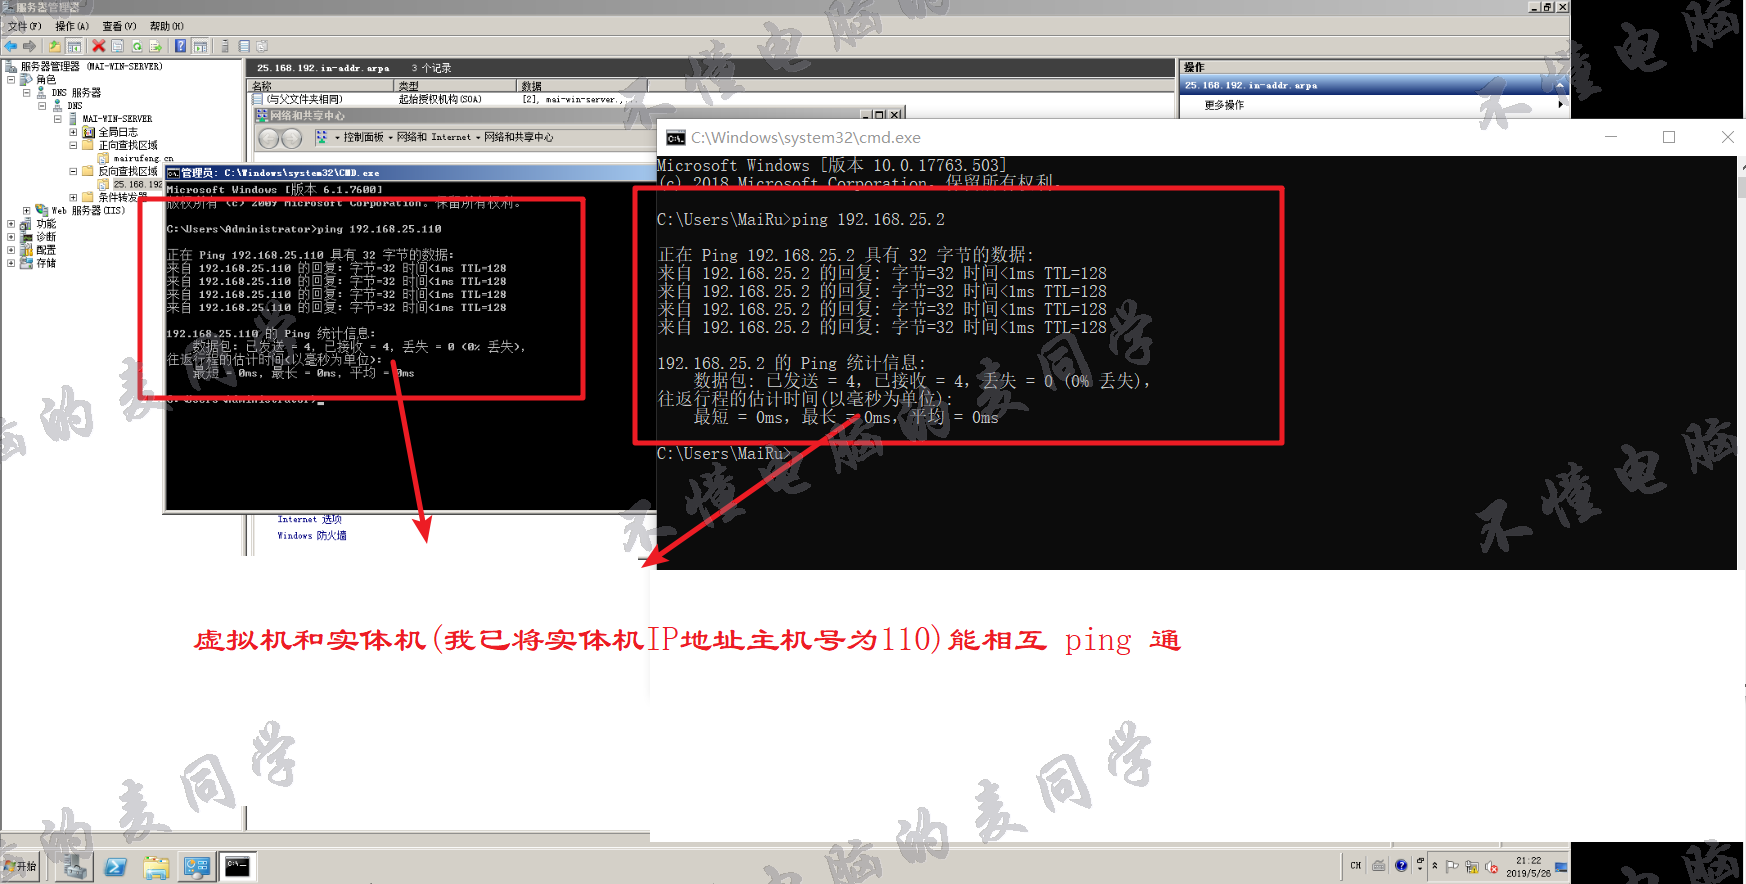 服务器管理器
文件(F) 操作(A) 查看(V) 帮助(H)
服务器管理器 (MAI-WIN-SERVER)
角色
DNS 服务器
DNS
MAI-WIN-SERVER
全局日志
正向查找区域
mairufeng.cn
反向查找区域
25.168.192
条件转发器
Web 服务器(IIS)
功能
诊断
配置
存储
25.168.192.in-addr.arpa 3 个记录
名称 类型 数据
(与父文件夹相同) 起始授权机构(SOA) [2], mai-win-server.,...
操作
25.168.192.in-addr.arpa
更多操作
网络和共享中心
控制面板 网络和 Internet 网络和共享中心
管理员: C:\Windows\system32\CMD.exe
Microsoft Windows [版本 6.1.7600]
版权所有 (c) 2009 Microsoft Corporation。保留所有权利。
C:\Users\Administrator>ping 192.168.25.110
正在 Ping 192.168.25.110 具有 32 字节的数据:
来自 192.168.25.110 的回复: 字节=32 时间<1ms TTL=128
来自 192.168.25.110 的回复: 字节=32 时间<1ms TTL=128
来自 192.168.25.110 的回复: 字节=32 时间<1ms TTL=128
来自 192.168.25.110 的回复: 字节=32 时间<1ms TTL=128
192.168.25.110 的 Ping 统计信息:
数据包: 已发送 = 4, 已接收 = 4, 丢失 = 0 (0% 丢失),
往返行程的估计时间(以毫秒为单位):
最短 = 0ms, 最长 = 0ms, 平均 = 0ms
C:\Users\Administrator>
Internet 选项
Windows 防火墙
C:\Windows\system32\cmd.exe
Microsoft Windows [版本 10.0.17763.503]
(c) 2018 Microsoft Corporation。保留所有权利。
C:\Users\MaiRu>ping 192.168.25.2
正在 Ping 192.168.25.2 具有 32 字节的数据:
来自 192.168.25.2 的回复: 字节=32 时间<1ms TTL=128
来自 192.168.25.2 的回复: 字节=32 时间<1ms TTL=128
来自 192.168.25.2 的回复: 字节=32 时间<1ms TTL=128
来自 192.168.25.2 的回复: 字节=32 时间<1ms TTL=128
192.168.25.2 的 Ping 统计信息:
数据包: 已发送 = 4, 已接收 = 4, 丢失 = 0 (0% 丢失),
往返行程的估计时间(以毫秒为单位):
最短 = 0ms, 最长 = 0ms, 平均 = 0ms
C:\Users\MaiRu>
虚拟机和实体机(我已将实体机IP地址主机号为110)能相互 ping 通
不懂电脑的麦同学
开始
CH
21:22
2019/5/26